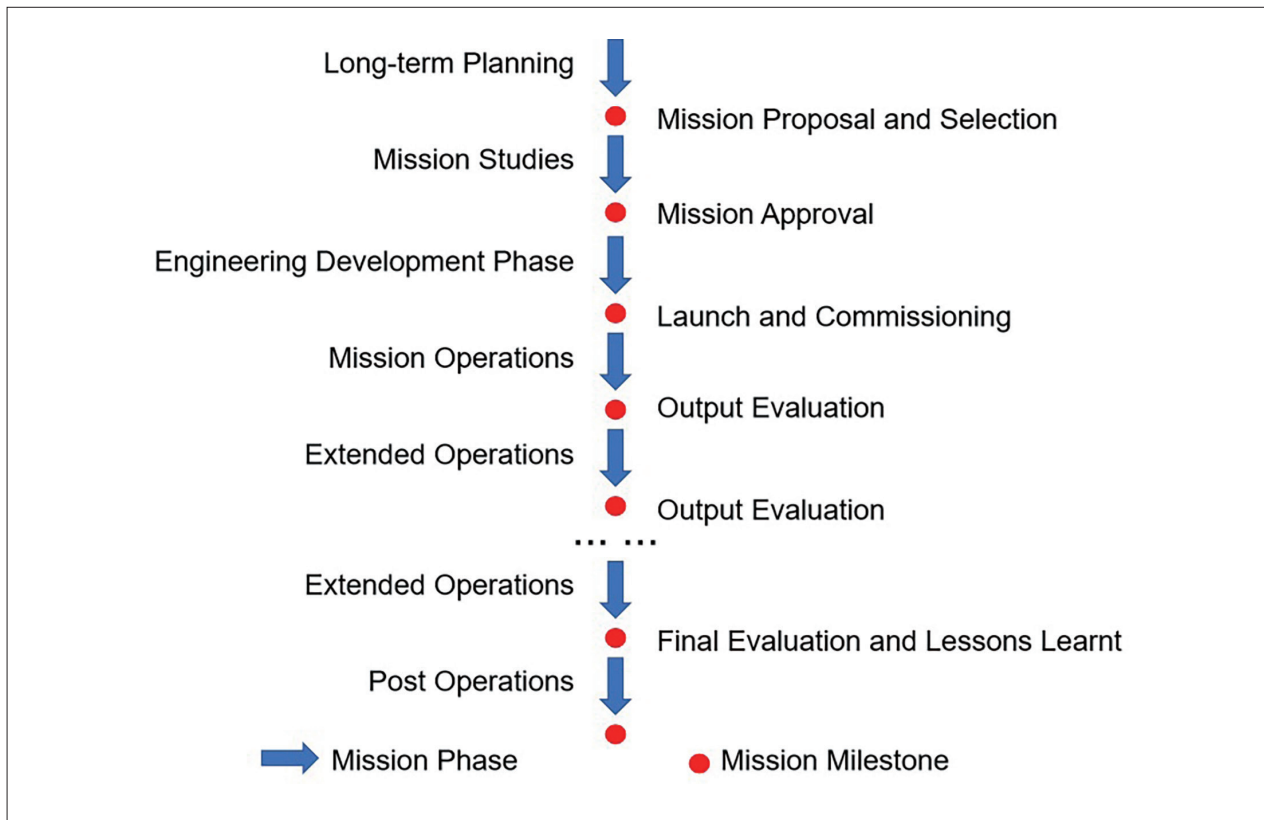 Long-term Planning
Mission Proposal and Selection
Mission Studies
Mission Approval
Engineering Development Phase
Launch and Commissioning
Mission Operations
Output Evaluation
Extended Operations
Output Evaluation
... ...
Extended Operations
Final Evaluation and Lessons Learnt
Post Operations
Mission Phase
Mission Milestone